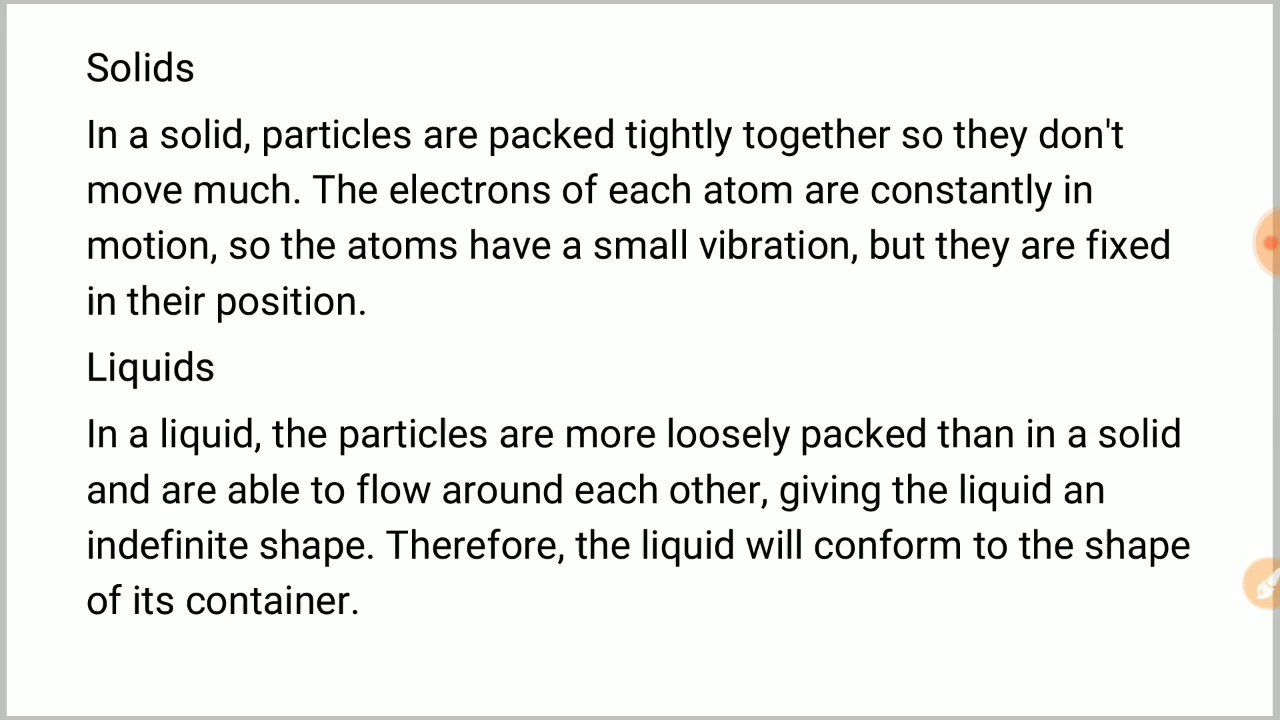 Solids
In a solid, particles are packed tightly together so they don't
move much. The electrons of each atom are constantly in
motion, so the atoms have a small vibration, but they are fixed
in their position.
Liquids
In a liquid, the particles are more loosely packed than in a solid
and are able to flow around each other, giving the liquid an
indefinite shape. Therefore, the liquid will conform to the shape
of its container.